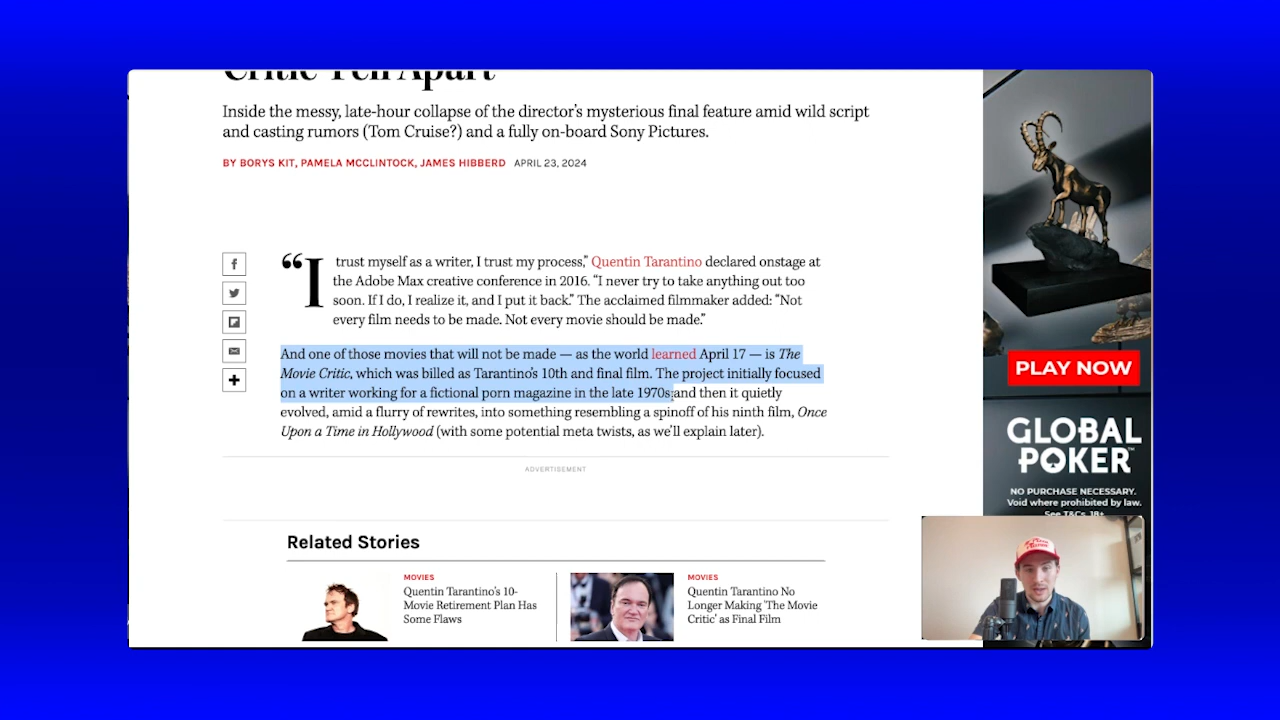 Critic' Fell Apart
Inside the messy, late-hour collapse of the director's mysterious final feature amid wild script
and casting rumors (Tom Cruise?) and a fully on-board Sony Pictures.
BY BORYS KIT, PAMELA MCCLINTOCK, JAMES HIBBERD APRIL 23, 2024
“I trust myself as a writer, I trust my process,” Quentin Tarantino declared onstage at
the Adobe Max creative conference in 2016. “I never try to take anything out too
soon. If I do, I realize it, and I put it back.” The acclaimed filmmaker added: “Not
every film needs to be made. Not every movie should be made.”
And one of those movies that will not be made — as the world learned April 17 — is The
Movie Critic, which was billed as Tarantino's 10th and final film. The project initially focused
on a writer working for a fictional porn magazine in the late 1970s and then it quietly
evolved, amid a flurry of rewrites, into something resembling a spinoff of his ninth film, Once
Upon a Time in Hollywood (with some potential meta twists, as we'll explain later).
ADVERTISEMENT
Related Stories
MOVIES
Quentin Tarantino's 10-
Movie Retirement Plan Has
Some Flaws
MOVIES
Quentin Tarantino No
Longer Making 'The Movie
Critic' as Final Film
PLAY NOW
GLOBAL
POKER™
NO PURCHASE NECESSARY.
Void where prohibited by law.
See T&Cs. 18+